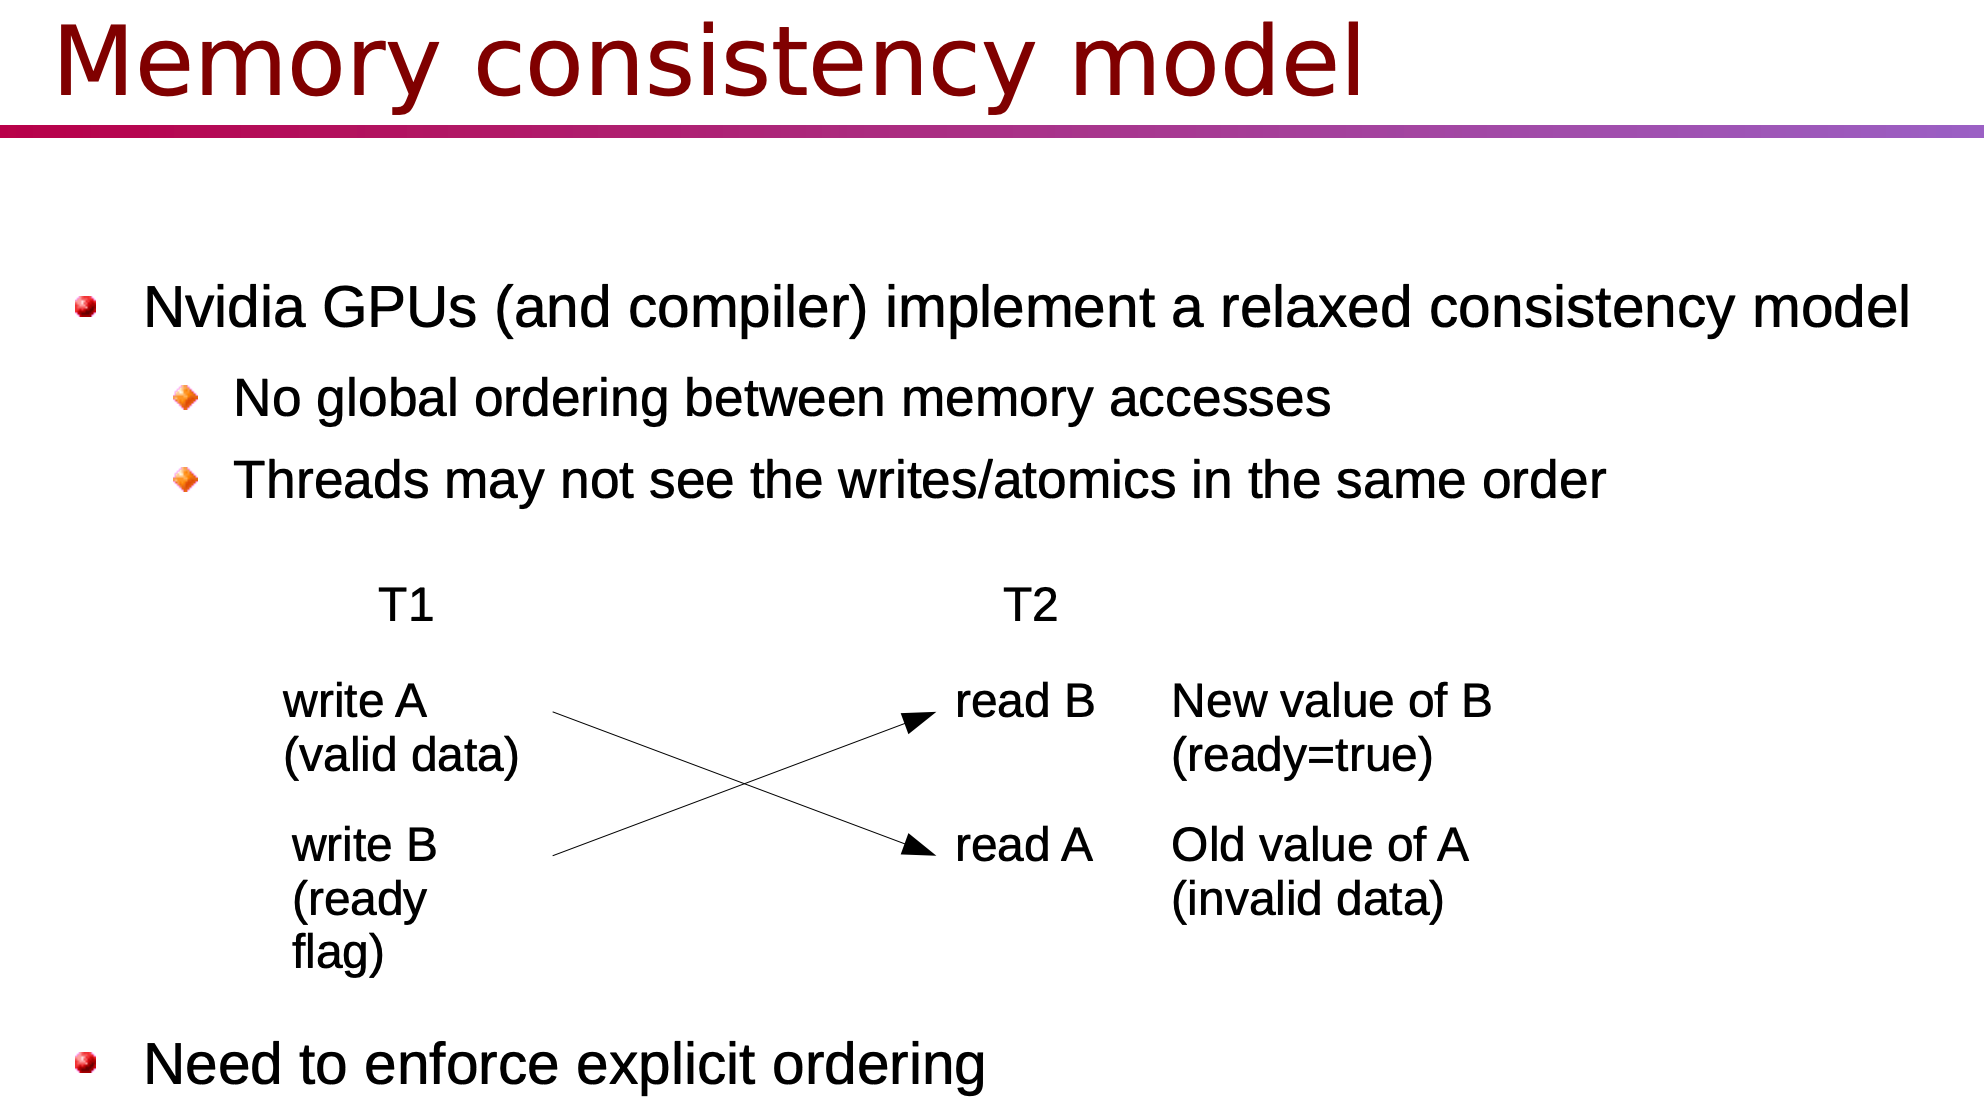 Memory consistency model
Nvidia GPUs (and compiler) implement a relaxed consistency model
No global ordering between memory accesses
Threads may not see the writes/atomics in the same order
T1
T2
write A
(valid data)
read B
New value of B
(ready=true)
write B
(ready
flag)
read A
Old value of A
(invalid data)
Need to enforce explicit ordering